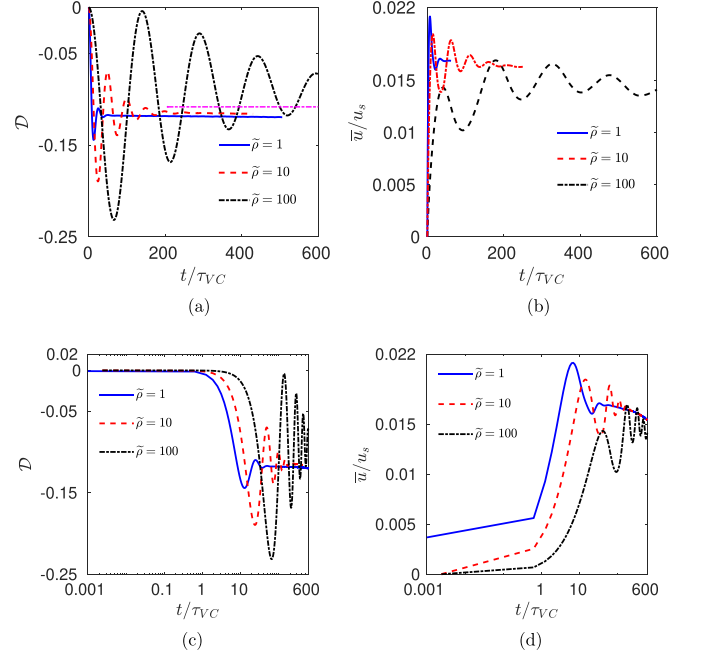 0
-0.05
-0.15
-0.25
𝒟
0
200
400
600
t/τ_VC
ρ̃ = 1
ρ̃ = 10
ρ̃ = 100
(a)
0.022
0.015
0.01
0.005
0
u̅/u_s
0
200
400
600
t/τ_VC
ρ̃ = 1
ρ̃ = 10
ρ̃ = 100
(b)
0.02
0
-0.05
-0.15
-0.25
𝒟
0.001
0.1
1
10
600
t/τ_VC
ρ̃ = 1
ρ̃ = 10
ρ̃ = 100
(c)
0.022
0.015
0.01
0.005
0
u̅/u_s
0.001
1
10
600
t/τ_VC
ρ̃ = 1
ρ̃ = 10
ρ̃ = 100
(d)